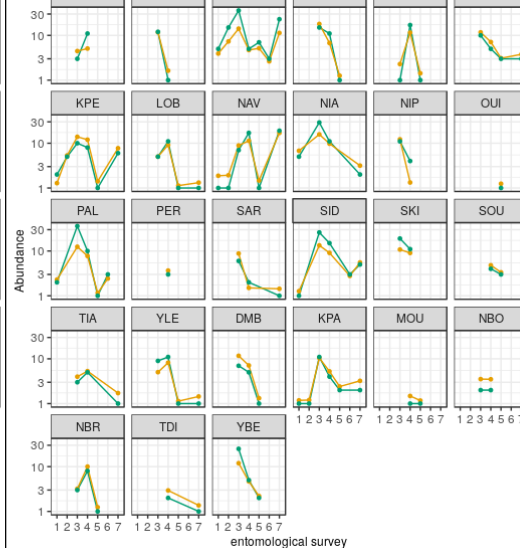 30
10
3
1
KPE LOB NAV NIA NIP OUI
30
10
3
1
PAL PER SAR SID SKI SOU
30
10
3
1
Abundance
TIA YLE DMB KPA MOU NBO
30
10
3
1
1 2 3 4 5 6 7 1 2 3 4 5 6 7 1 2 3 4 5 6 7
NBR TDI YBE
30
10
3
1
1 2 3 4 5 6 7 1 2 3 4 5 6 7 1 2 3 4 5 6 7
entomological survey